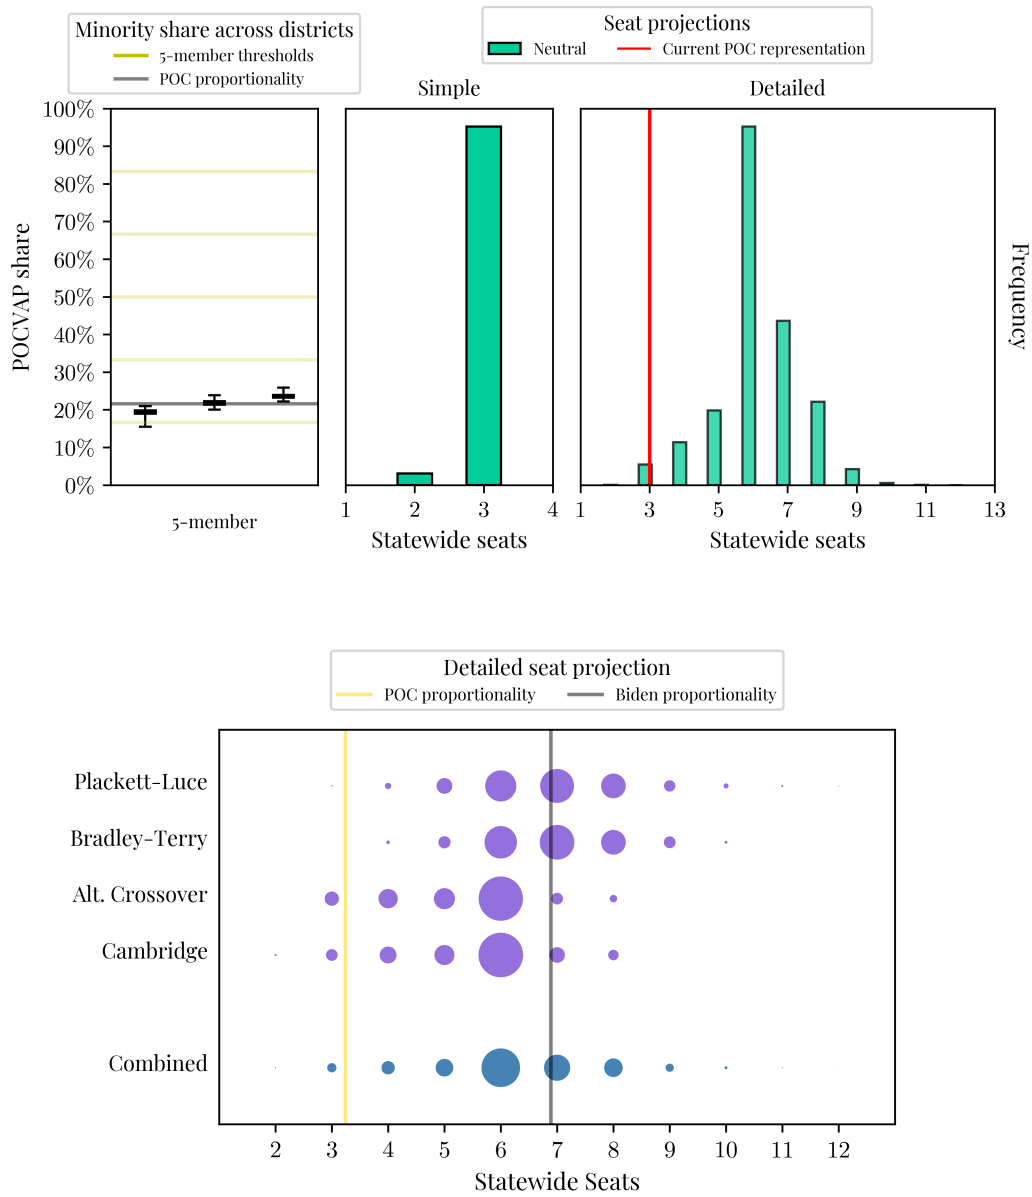 Minority share across districts
5-member thresholds
POC proportionality
Seat projections
Neutral
Current POC representation
Simple
Detailed
100%
90%
80%
70%
60%
50%
40%
30%
20%
10%
0%
POCVAP share
5-member
1 2 3 4
Statewide seats
1 3 5 7 9 11 13
Statewide seats
Frequency
Detailed seat projection
POC proportionality
Biden proportionality
Plackett-Luce
Bradley-Terry
Alt. Crossover
Cambridge
Combined
2 3 4 5 6 7 8 9 10 11 12
Statewide Seats